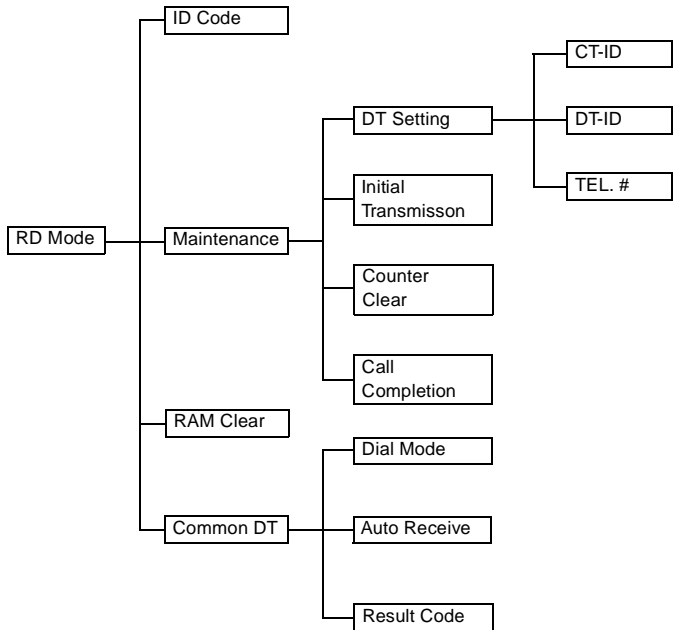 ID Code
CT-ID
DT Setting
DT-ID
Initial
Transmisson
TEL. #
RD Mode
Maintenance
Counter
Clear
Call
Completion
RAM Clear
Dial Mode
Common DT
Auto Receive
Result Code